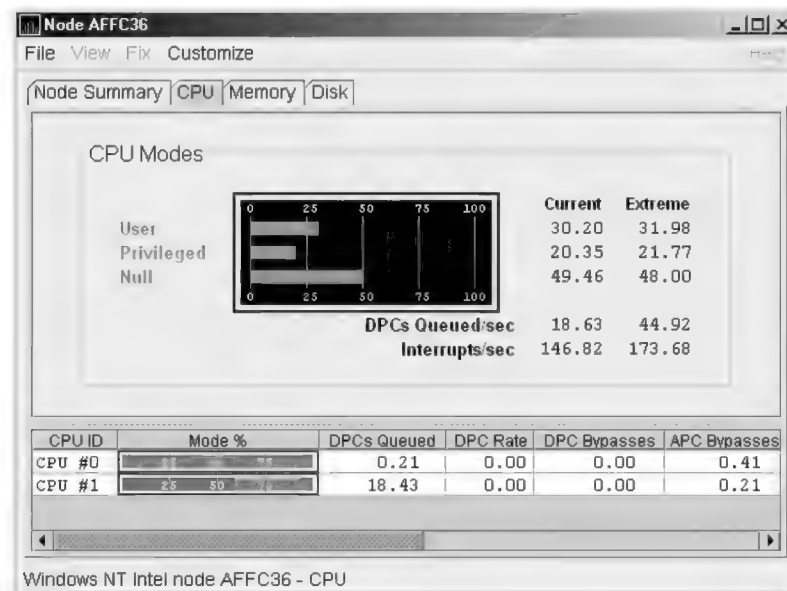 Node AFFC36
File View Fix Customize
Node Summary CPU Memory Disk
CPU Modes
0 25 50 75 100
Current Extreme
User 30.20 31.98
Privileged 20.35 21.77
Null 49.46 48.00
0 25 50 75 100
DPCs Queued/sec 18.63 44.92
Interrupts/sec 146.82 173.68
CPU ID Mode % DPCs Queued DPC Rate DPC Bypasses APC Bypasses
CPU #0 25 75 0.21 0.00 0.00 0.41
CPU #1 25 50 18.43 0.00 0.00 0.21
Windows NT Intel node AFFC36 - CPU